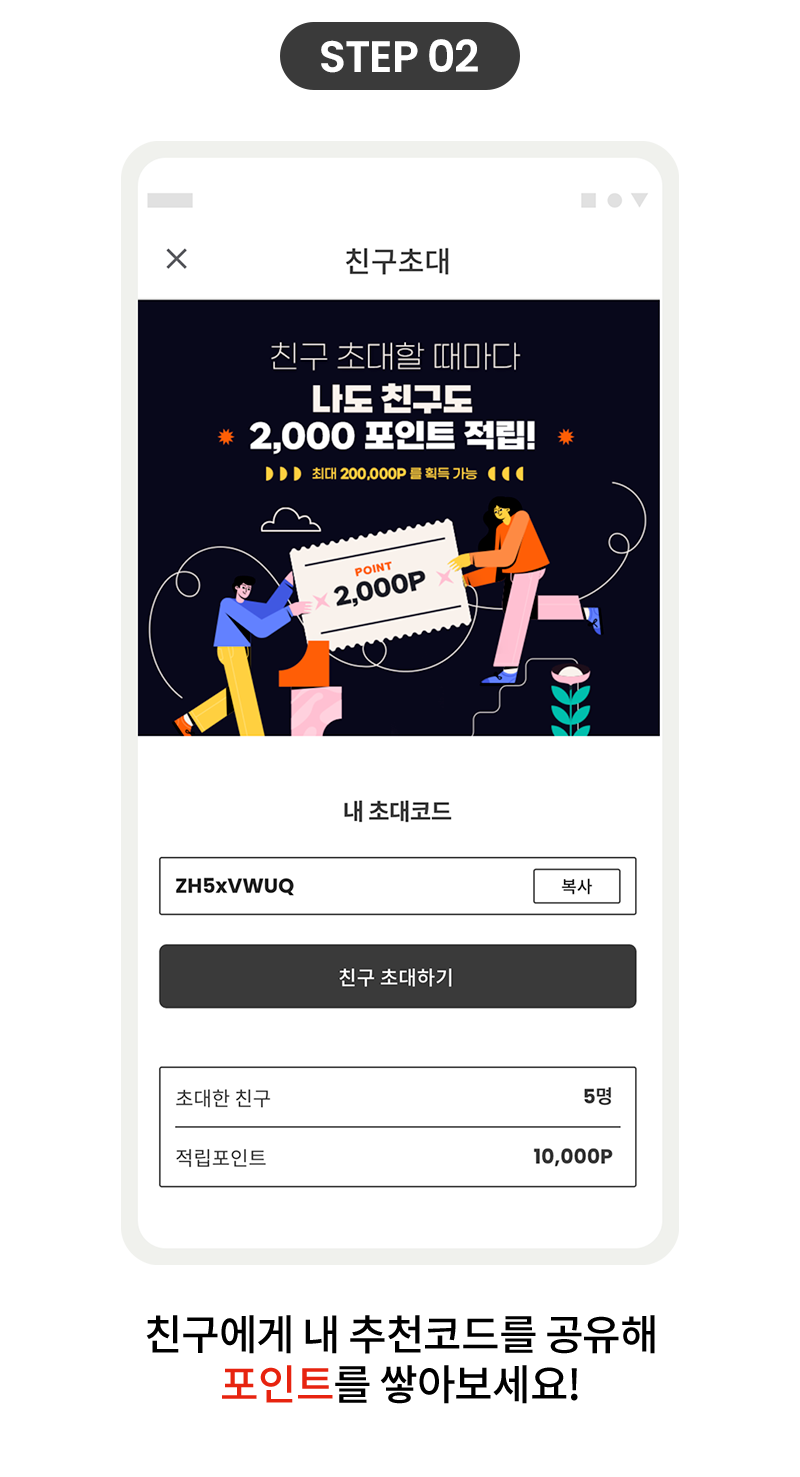 STEP 02
친구초대
친구 초대할 때마다
나도 친구도
2,000 포인트 적립!
최대 200,000P 를 획득 가능
POINT
2,000P
내 초대코드
ZH5xVWUQ 복사
친구 초대하기
초대한 친구 5명
적립포인트 10,000P
친구에게 내 추천코드를 공유해
포인트를 쌓아보세요!